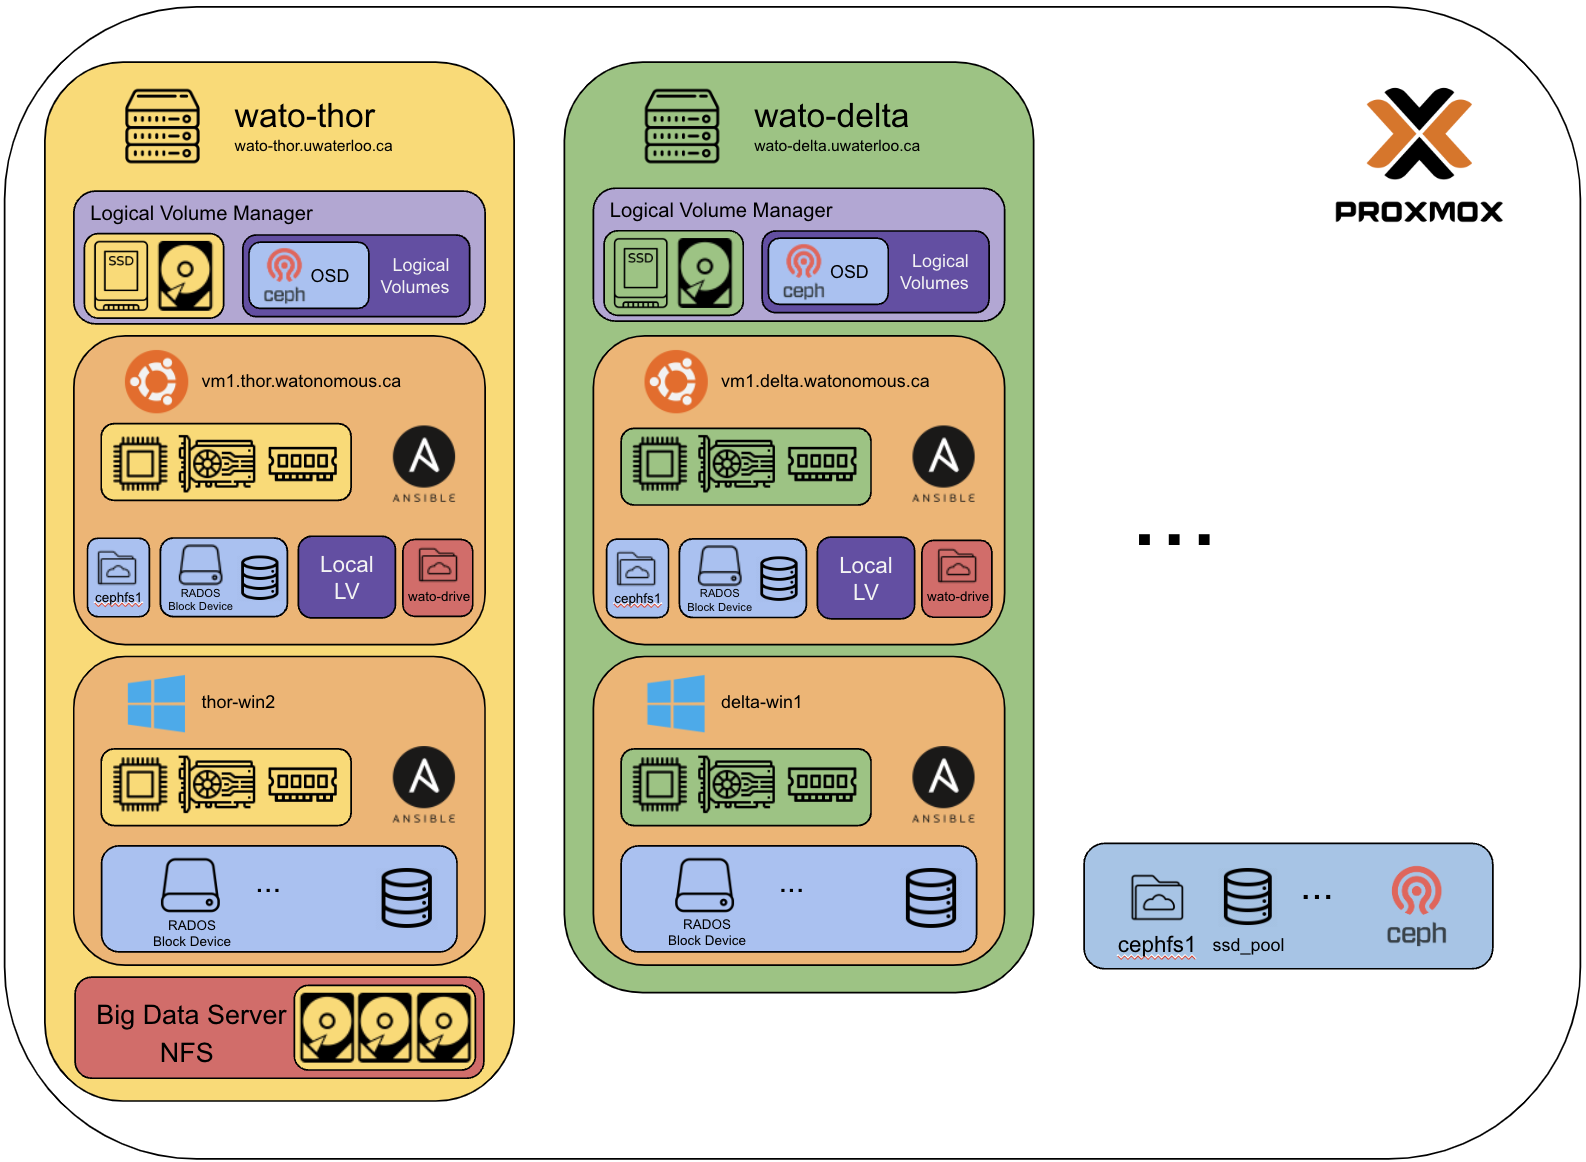 wato-thor
wato-thor.uwaterloo.ca
Logical Volume Manager
SSD
ceph
OSD
Logical
Volumes
vm1.thor.watonomous.ca
ANSIBLE
cephfs1
RADOS
Block Device
Local
LV
wato-drive
thor-win2
ANSIBLE
RADOS
Block Device
...
Big Data Server
NFS
wato-delta
wato-delta.uwaterloo.ca
Logical Volume Manager
SSD
ceph
OSD
Logical
Volumes
vm1.delta.watonomous.ca
ANSIBLE
cephfs1
RADOS
Block Device
Local
LV
wato-drive
delta-win1
ANSIBLE
RADOS
Block Device
...
PROXMOX
...
cephfs1
ssd_pool
...
ceph